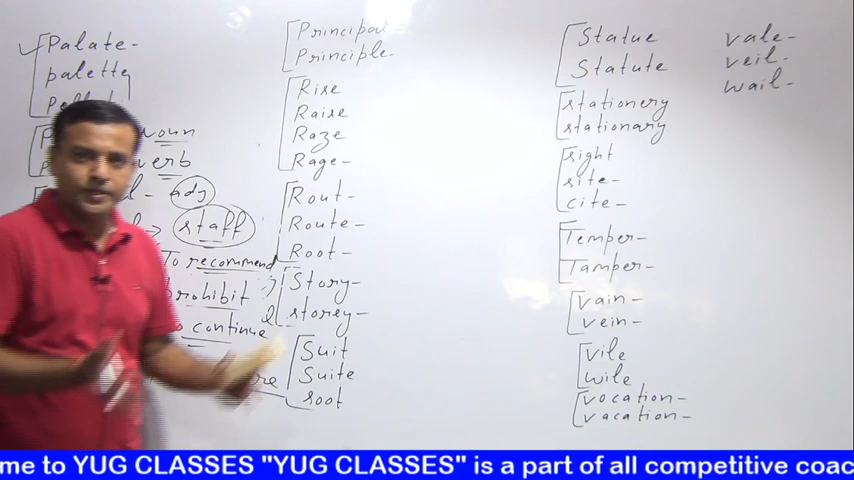 Palate-
palette
noun
verb
adj
staff
To recommend
prohibit
to continue
Principal
Principle-
Rise
Raise
Raze
Rage-
Rout-
Route-
Root-
Story-
& storey-
Suit
Suite
soot
Statue
Statute
stationery
stationary
right
site-
cite-
Temper-
Tamper-
vain-
vein-
vile
wile
vocation-
vacation-
vale-
veil-
wail-
me to YUG CLASSES "YUG CLASSES" is a part of all competitive coac